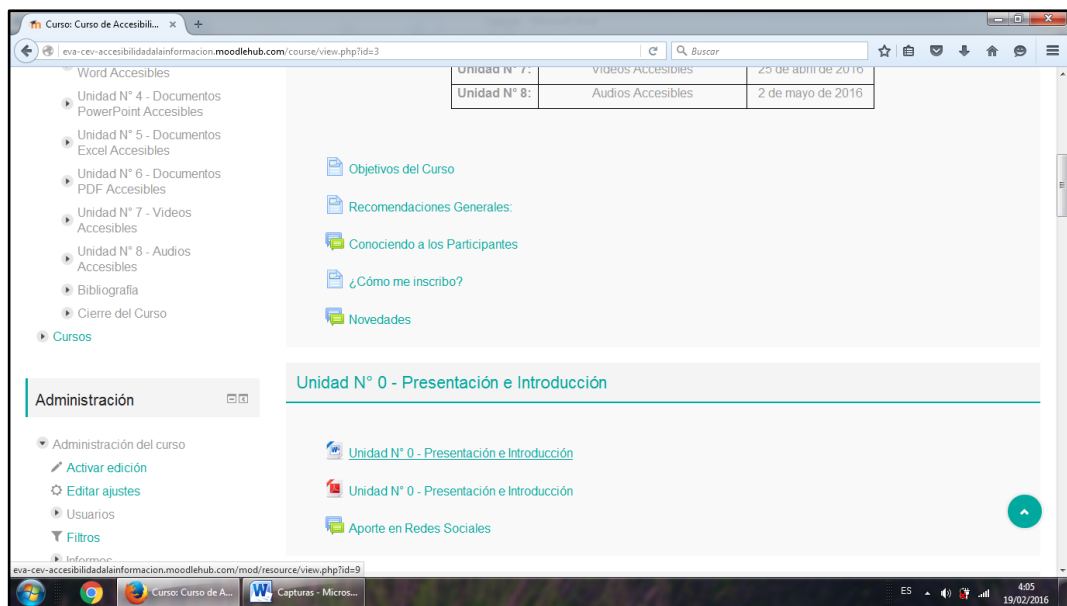 Curso: Curso de Accesibili...
eva-cev-accesibilidadalainformacion.moodlehub.com/course/view.php?id=3
Buscar
Word Accesibles
Unidad N° 4 - Documentos
PowerPoint Accesibles
Unidad N° 5 - Documentos
Excel Accesibles
Unidad N° 6 - Documentos
PDF Accesibles
Unidad N° 7 - Videos
Accesibles
Unidad N° 8 - Audios
Accesibles
Bibliografía
Cierre del Curso
Cursos
Administración
Administración del curso
Activar edición
Editar ajustes
Usuarios
Filtros
Informes
Unidad N° 7: Videos Accesibles 25 de abril de 2016
Unidad N° 8: Audios Accesibles 2 de mayo de 2016
Objetivos del Curso
Recomendaciones Generales:
Conociendo a los Participantes
¿Cómo me inscribo?
Novedades
Unidad N° 0 - Presentación e Introducción
Unidad N° 0 - Presentación e Introducción
Unidad N° 0 - Presentación e Introducción
Aporte en Redes Sociales
eva-cev-accesibilidadalainformacion.moodlehub.com/mod/resource/view.php?id=9
Curso: Curso de A...
Capturas - Micros...
ES
4:05
19/02/2016